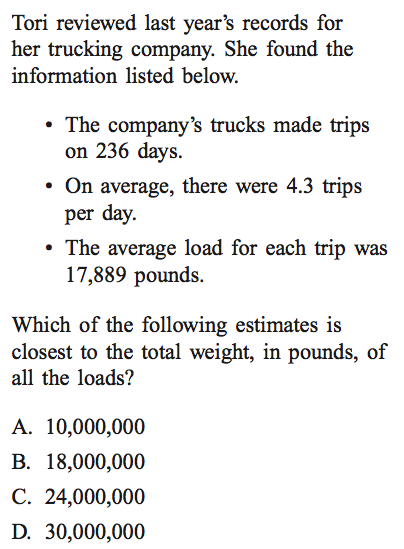 Tori reviewed last year’s records for
her trucking company. She found the
information listed below.
• The company’s trucks made trips
on 236 days.
• On average, there were 4.3 trips
per day.
• The average load for each trip was
17,889 pounds.
Which of the following estimates is
closest to the total weight, in pounds, of
all the loads?
A. 10,000,000
B. 18,000,000
C. 24,000,000
D. 30,000,000